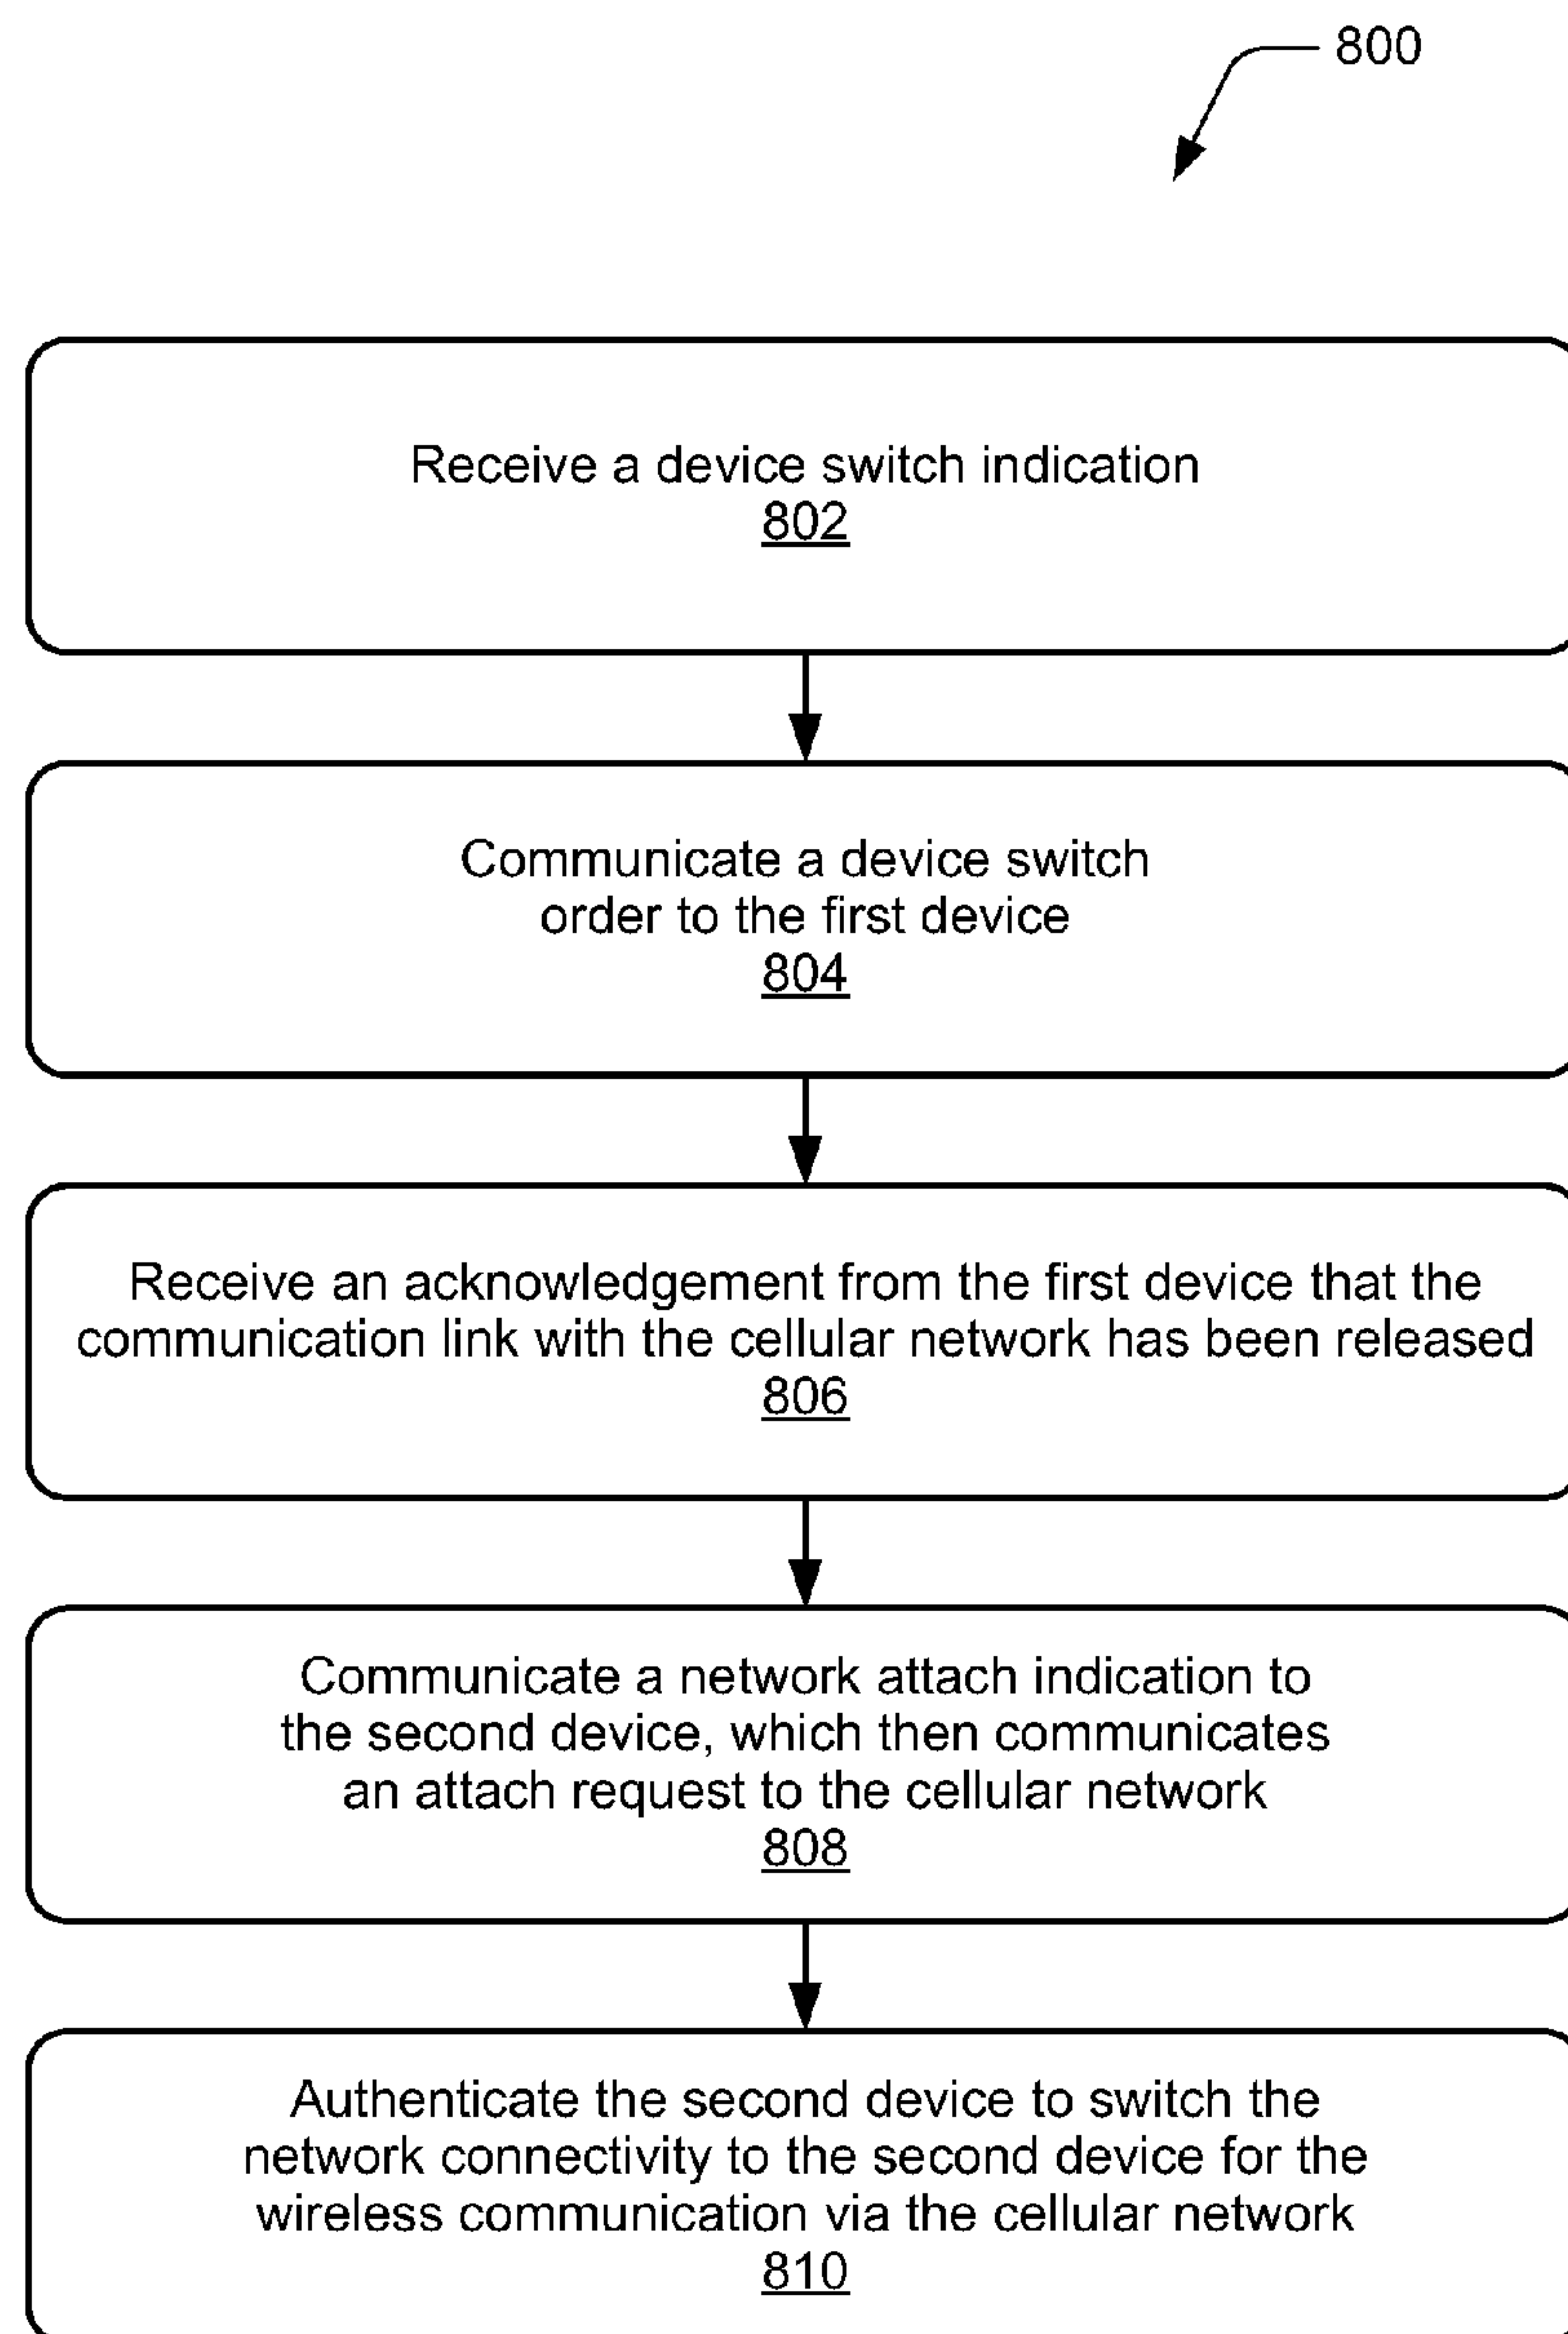 800
Receive a device switch indication
802
Communicate a device switch
order to the first device
804
Receive an acknowledgement from the first device that the
communication link with the cellular network has been released
806
Communicate a network attach indication to
the second device, which then communicates
an attach request to the cellular network
808
Authenticate the second device to switch the
network connectivity to the second device for the
wireless communication via the cellular network
810